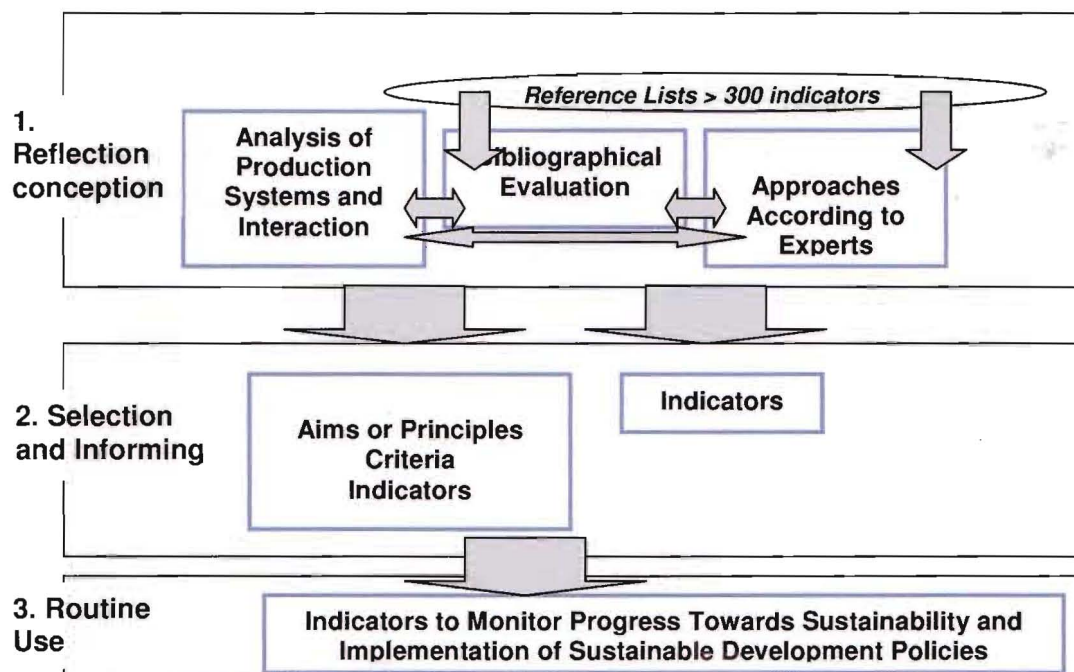 Reference Lists > 300 indicators
1.
Reflection
conception
Analysis of
Production
Systems and
Interaction
ibliographical
Evaluation
Approaches
According to
Experts
2. Selection
and Informing
Aims or Principles
Criteria
Indicators
Indicators
3. Routine
Use
Indicators to Monitor Progress Towards Sustainability and
Implementation of Sustainable Development Policies